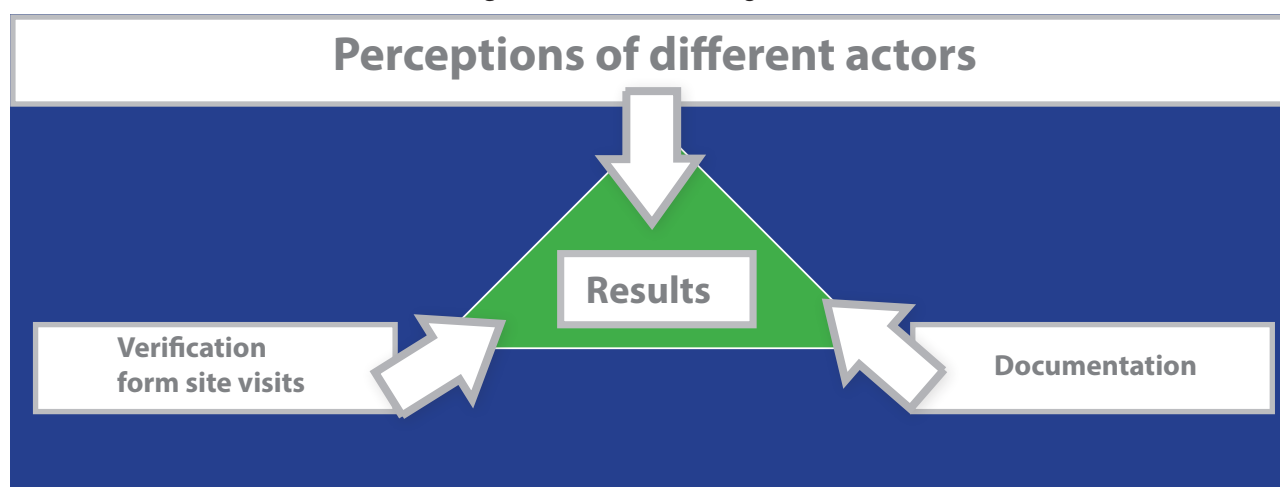 Perceptions of different actors
Results
Verification
form site visits
Documentation